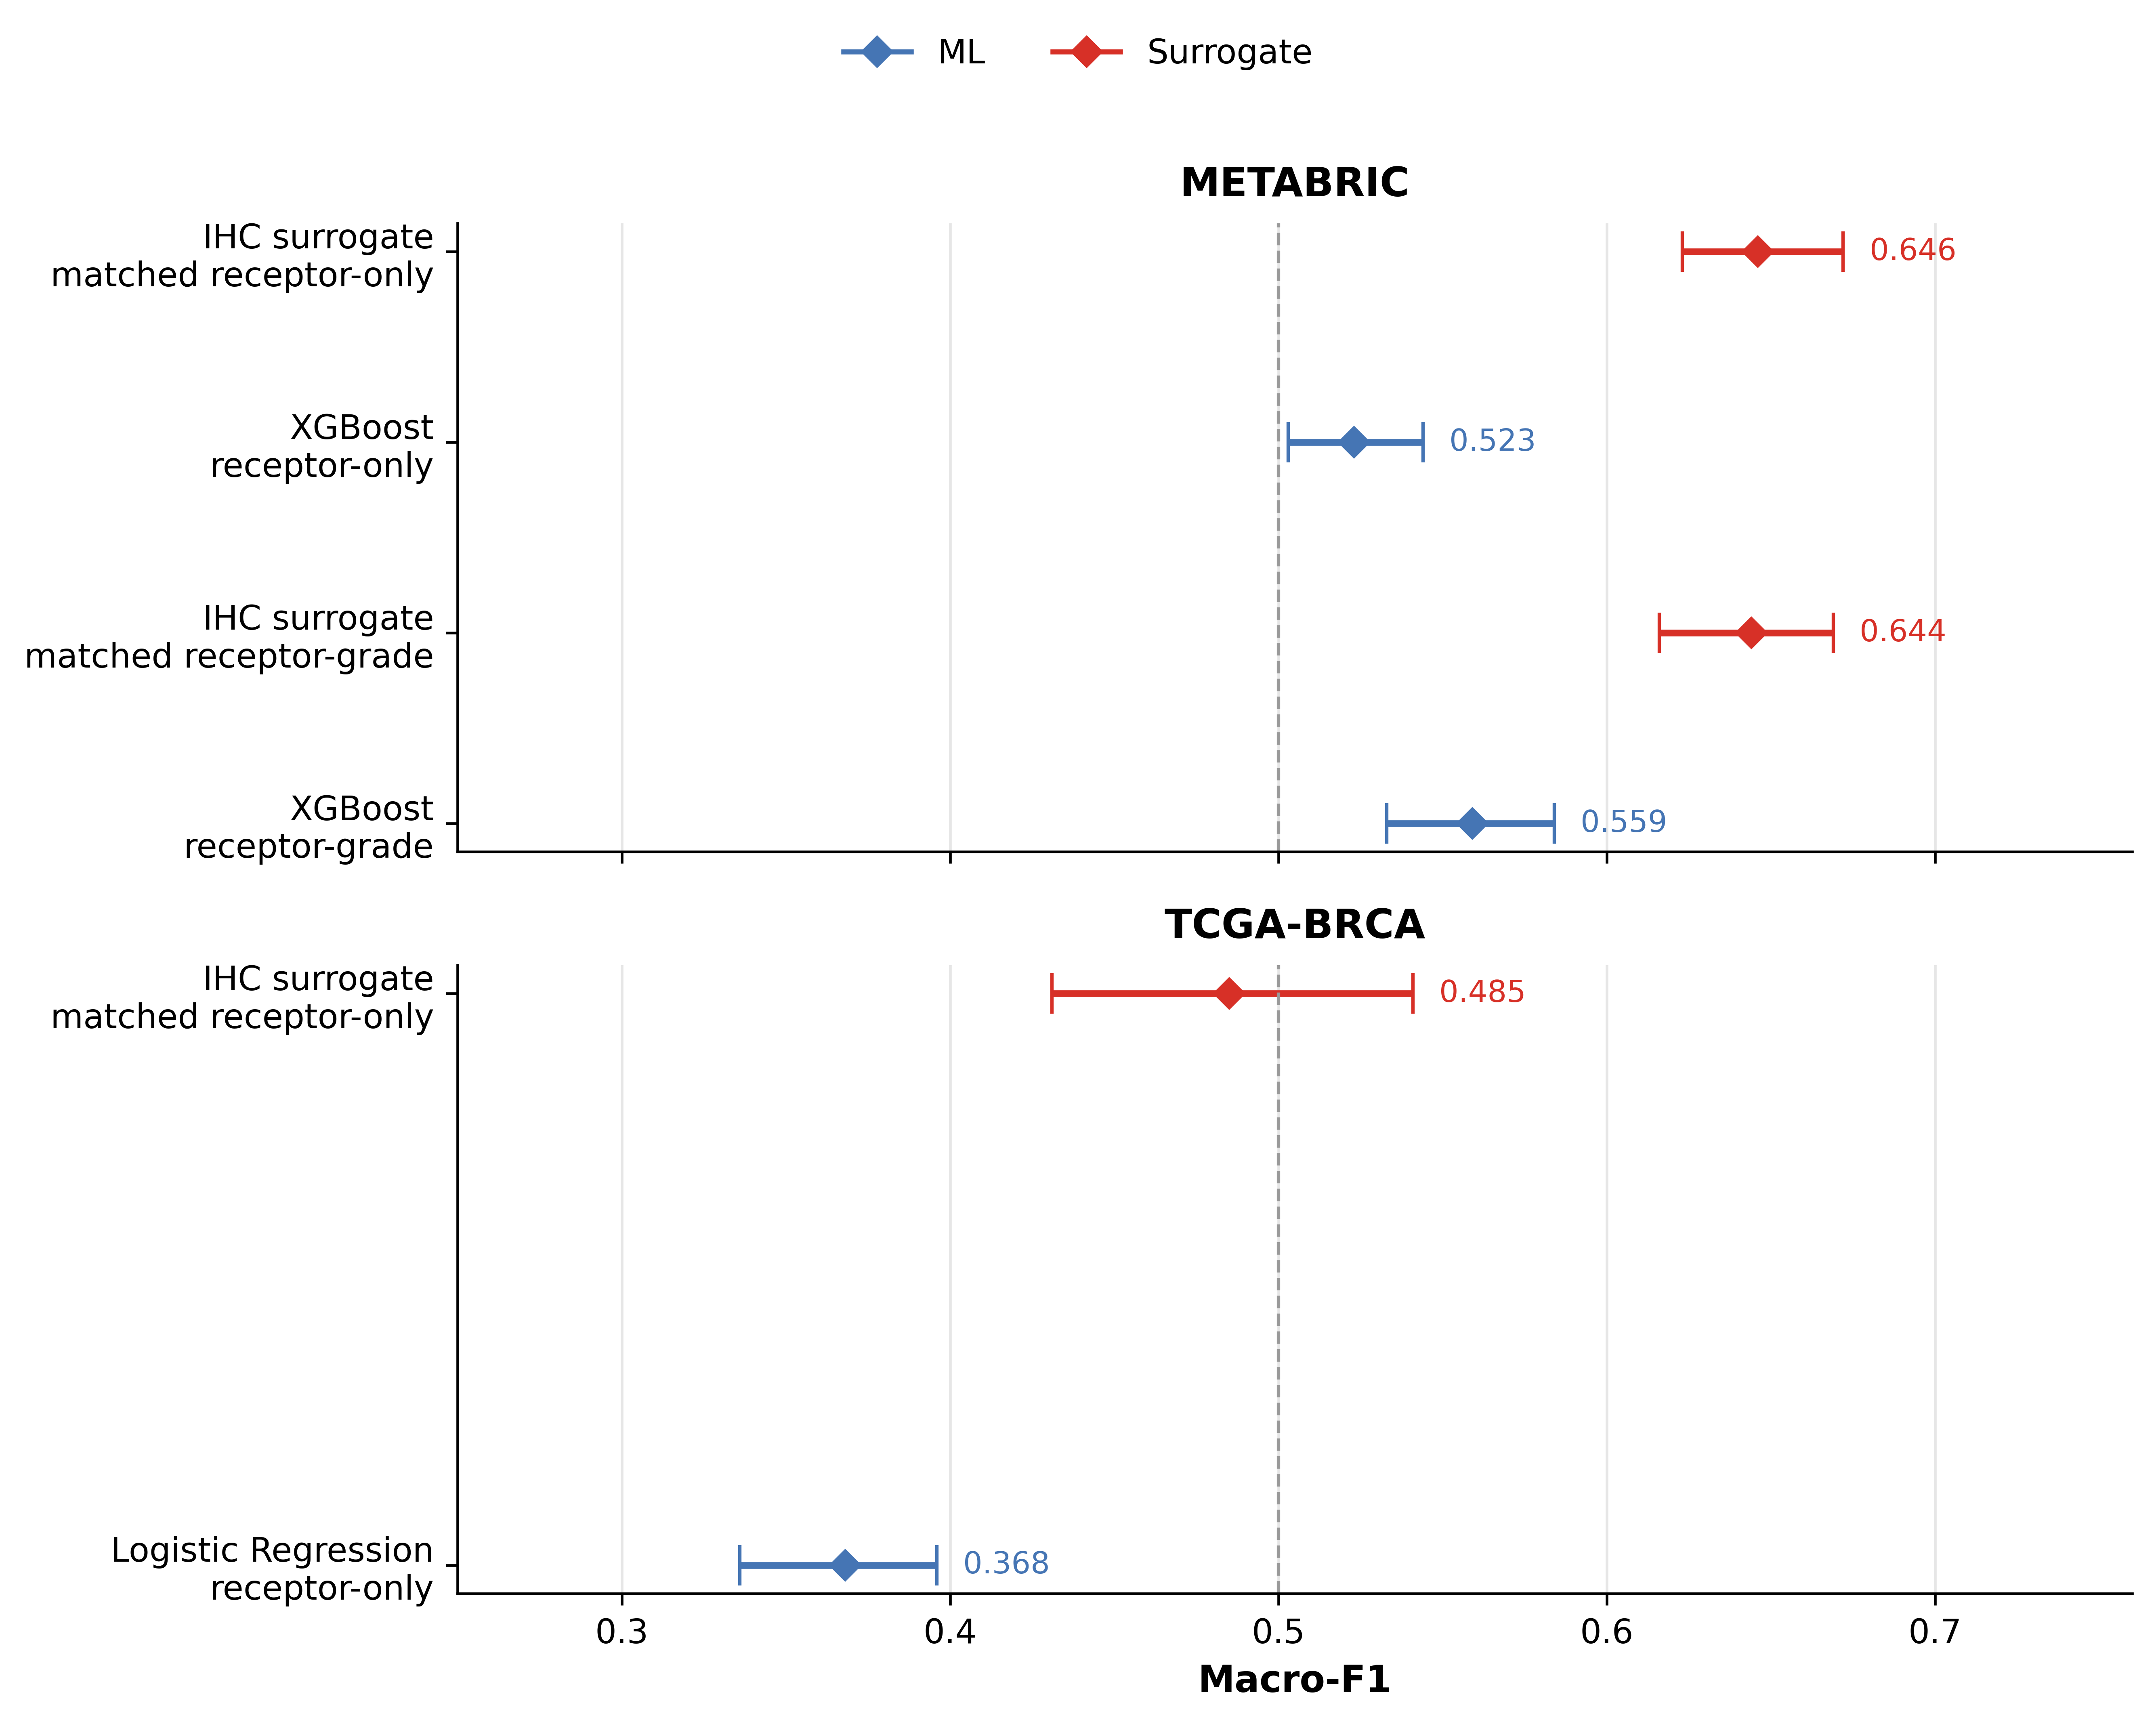 ML Surrogate
METABRIC
IHC surrogate
matched receptor-only
0.646
XGBoost
receptor-only
0.523
IHC surrogate
matched receptor-grade
0.644
XGBoost
receptor-grade
0.559
TCGA-BRCA
IHC surrogate
matched receptor-only
0.485
Logistic Regression
receptor-only
0.368
0.3 0.4 0.5 0.6 0.7
Macro-F1